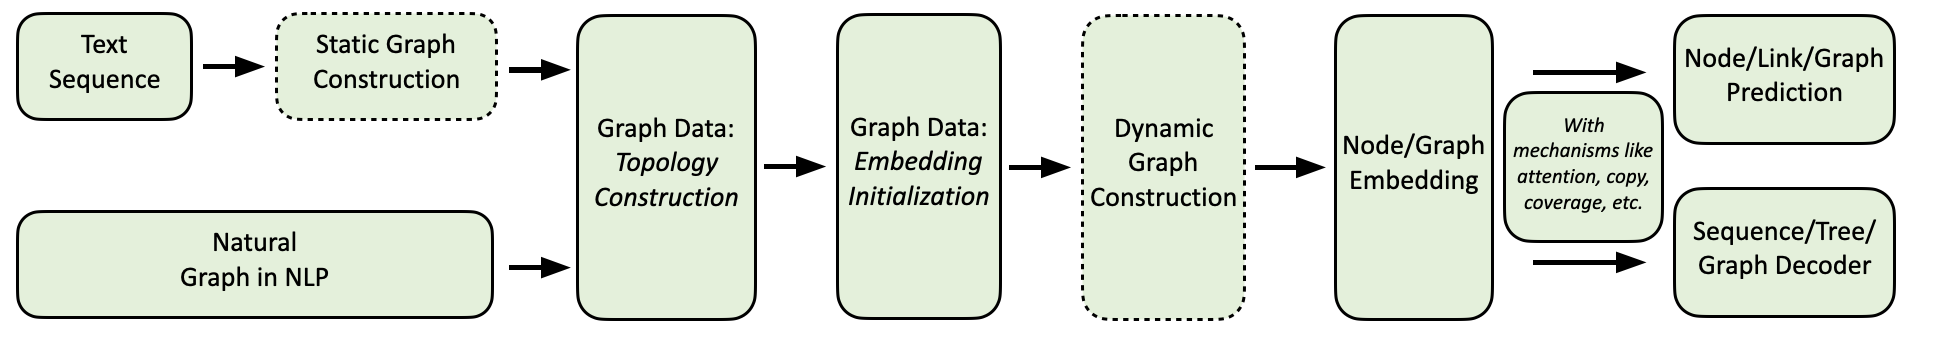 Text
Sequence
Static Graph
Construction
Natural
Graph in NLP
Graph Data:
Topology
Construction
Graph Data:
Embedding
Initialization
Dynamic
Graph
Construction
Node/Graph
Embedding
With
mechanisms like
attention, copy,
coverage, etc.
Node/Link/Graph
Prediction
Sequence/Tree/
Graph Decoder